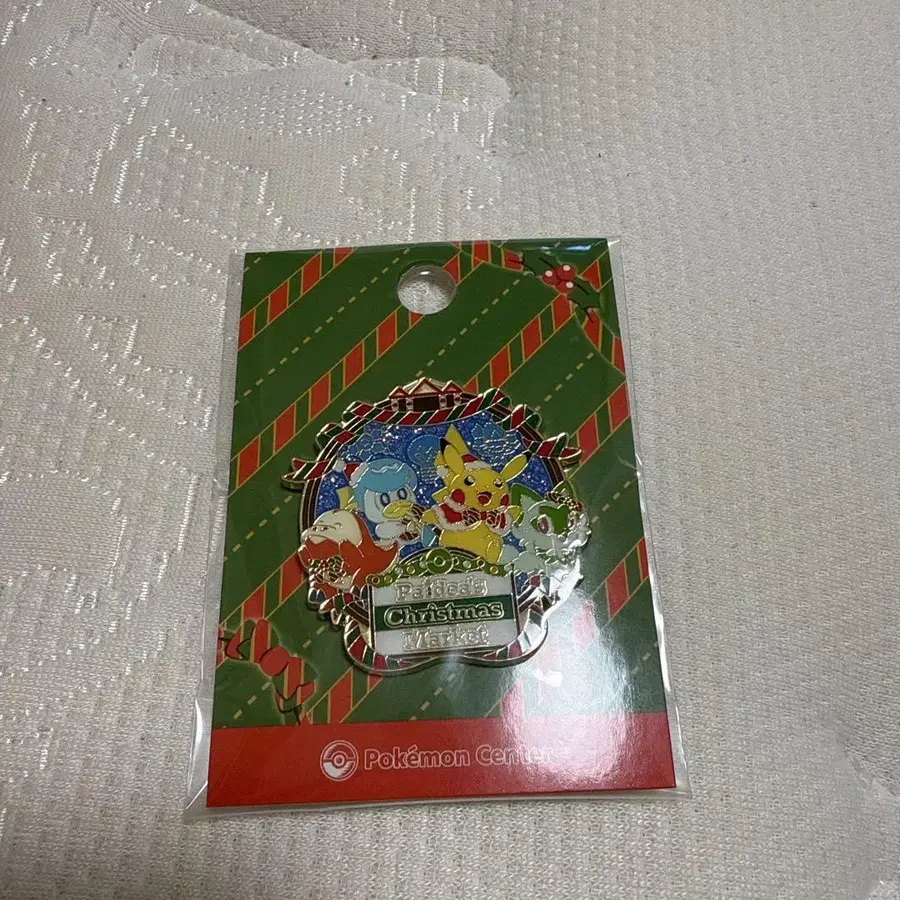 Paldea's
Christmas
Market
Pokémon Center